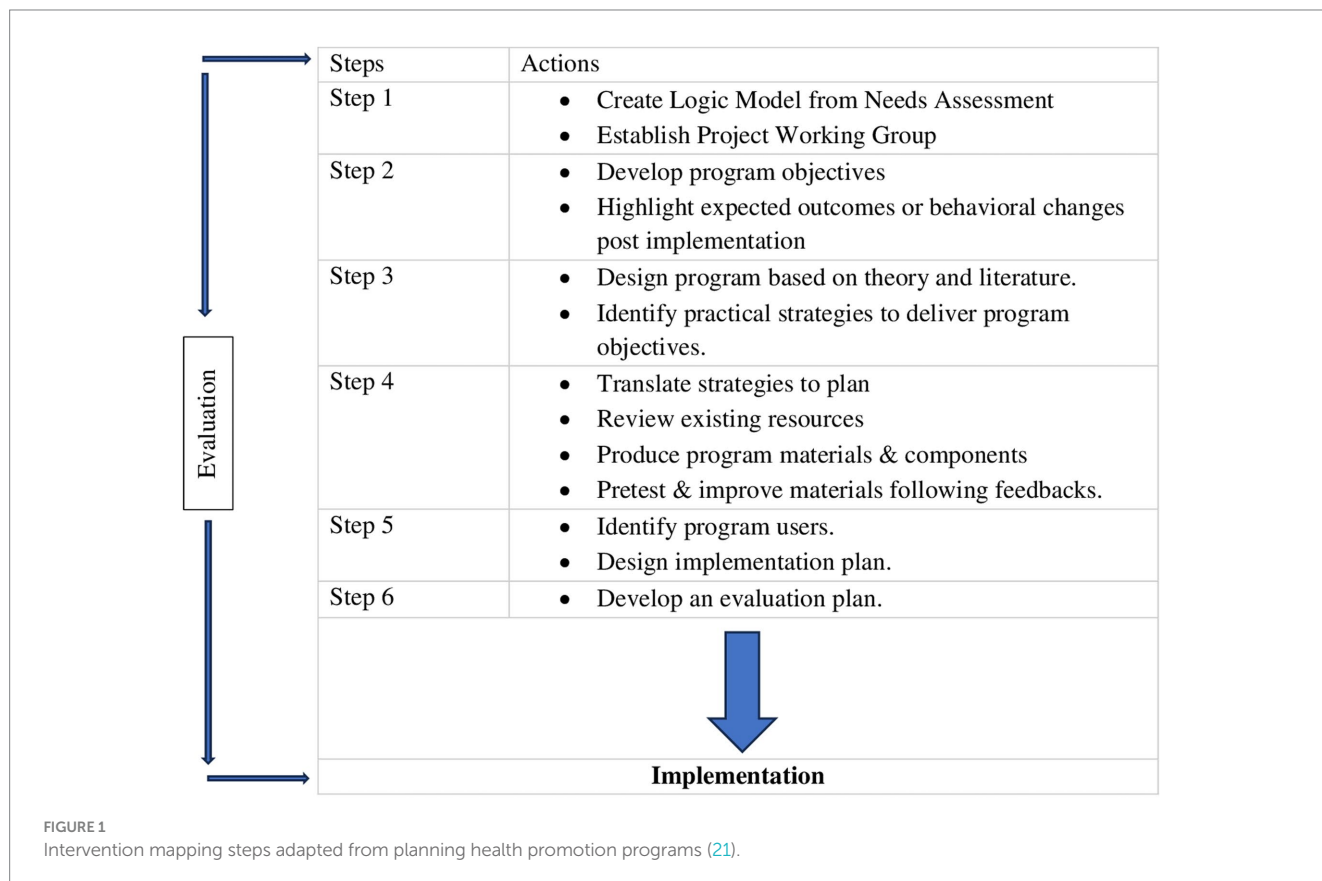 Steps Actions
Step 1 • Create Logic Model from Needs Assessment
• Establish Project Working Group
Step 2 • Develop program objectives
• Highlight expected outcomes or behavioral changes
post implementation
Step 3 • Design program based on theory and literature.
• Identify practical strategies to deliver program
objectives.
Evaluation
Step 4 • Translate strategies to plan
• Review existing resources
• Produce program materials & components
• Pretest & improve materials following feedbacks.
Step 5 • Identify program users.
• Design implementation plan.
Step 6 • Develop an evaluation plan.
Implementation
FIGURE 1
Intervention mapping steps adapted from planning health promotion programs (21).